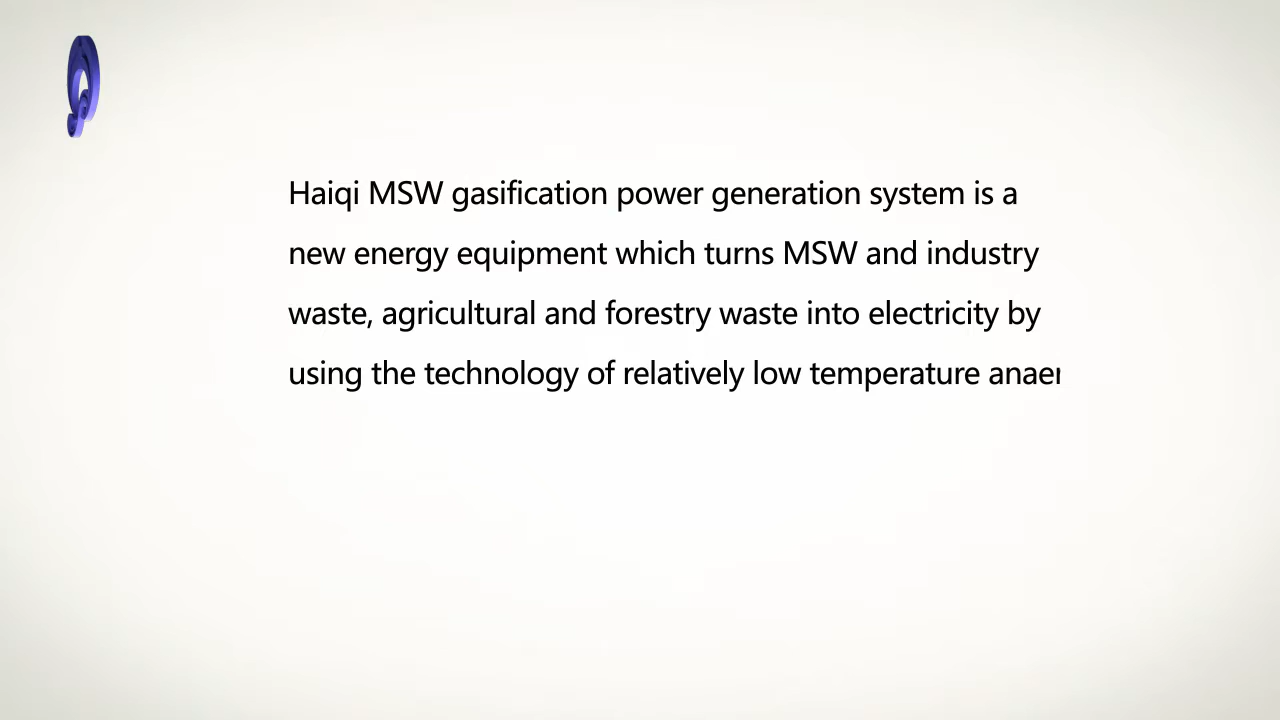 Haiqi MSW gasification power generation system is a
new energy equipment which turns MSW and industry
waste, agricultural and forestry waste into electricity by
using the technology of relatively low temperature